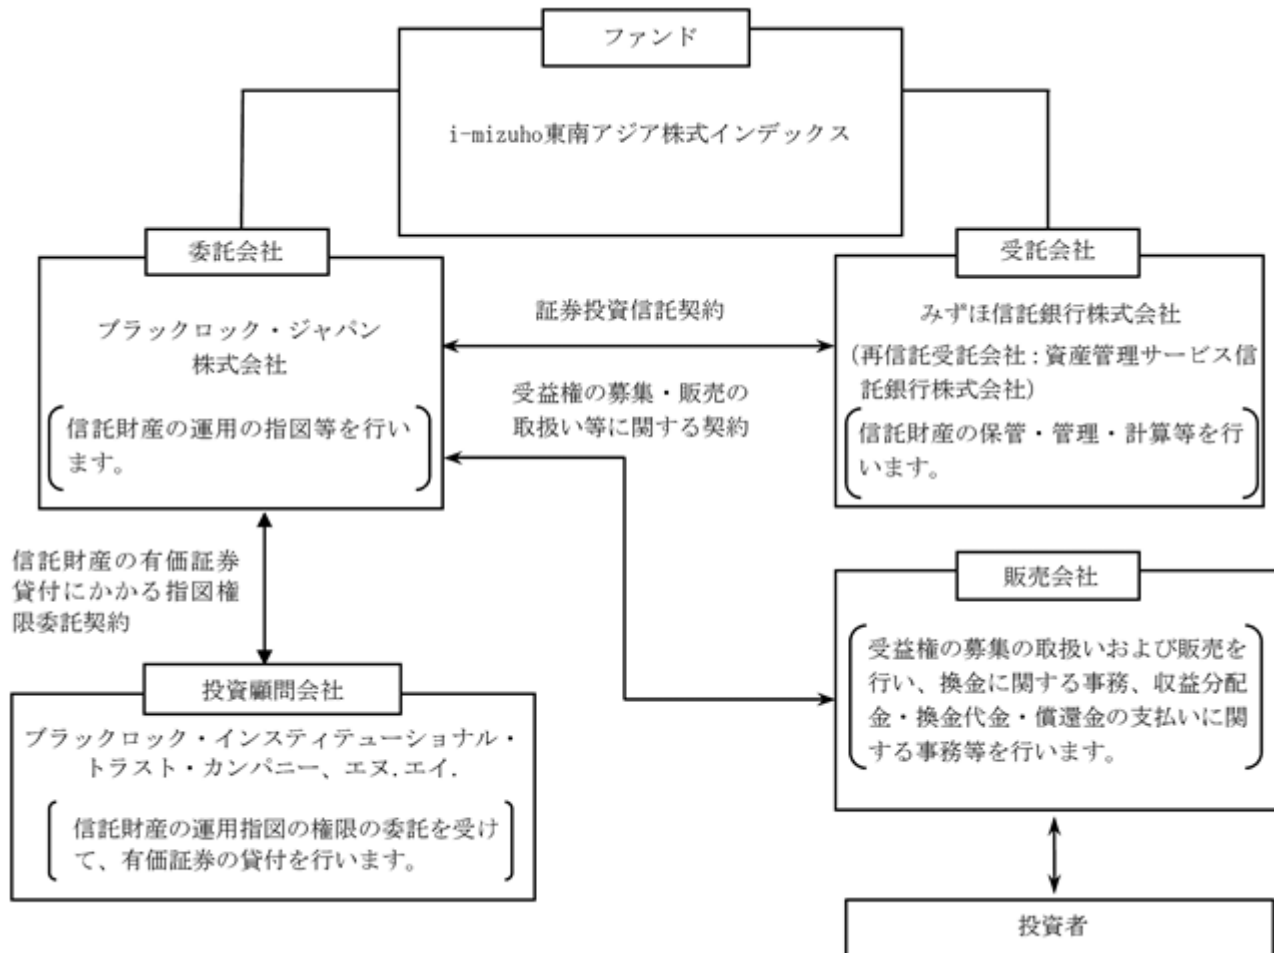 ファンド
i-mizuho東南アジア株式インデックス
委託会社
ブラックロック・ジャパン
株式会社
信託財産の運用の指図等を行い
ます。
証券投資信託契約
受益権の募集・販売の
取扱い等に関する契約
受託会社
みずほ信託銀行株式会社
(再信託受託会社:資産管理サービス信
託銀行株式会社)
信託財産の保管・管理・計算等を行
います。
信託財産の有価証券
貸付にかかる指図権
限委託契約
投資顧問会社
ブラックロック・インスティテューショナル・
トラスト・カンパニー、エヌ.エイ.
信託財産の運用指図の権限の委託を受け
て、有価証券の貸付を行います。
販売会社
受益権の募集の取扱いおよび販売を
行い、換金に関する事務、収益分配
金・換金代金・償還金の支払いに関
する事務等を行います。
投資者